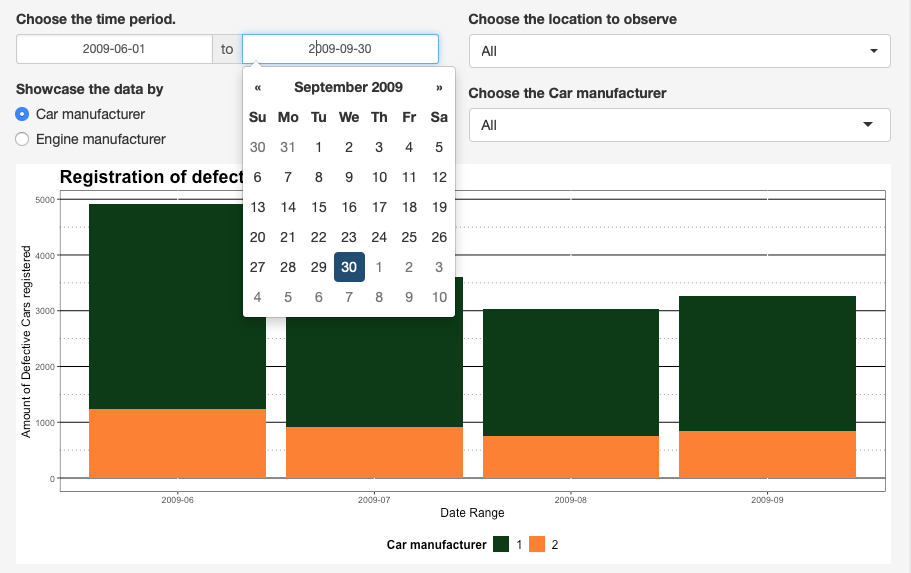 Choose the time period.
2009-06-01 to 2009-09-30
Choose the location to observe
All
Showcase the data by
Car manufacturer
Engine manufacturer
Choose the Car manufacturer
All
« September 2009 »
Su Mo Tu We Th Fr Sa
30 31 1 2 3 4 5
6 7 8 9 10 11 12
13 14 15 16 17 18 19
20 21 22 23 24 25 26
27 28 29 30 1 2 3
4 5 6 7 8 9 10
Registration of defect
Amount of Defective Cars registered
5000
4000
3000
2000
1000
0
2009-06 2009-07 2009-08 2009-09
Date Range
Car manufacturer 1 2